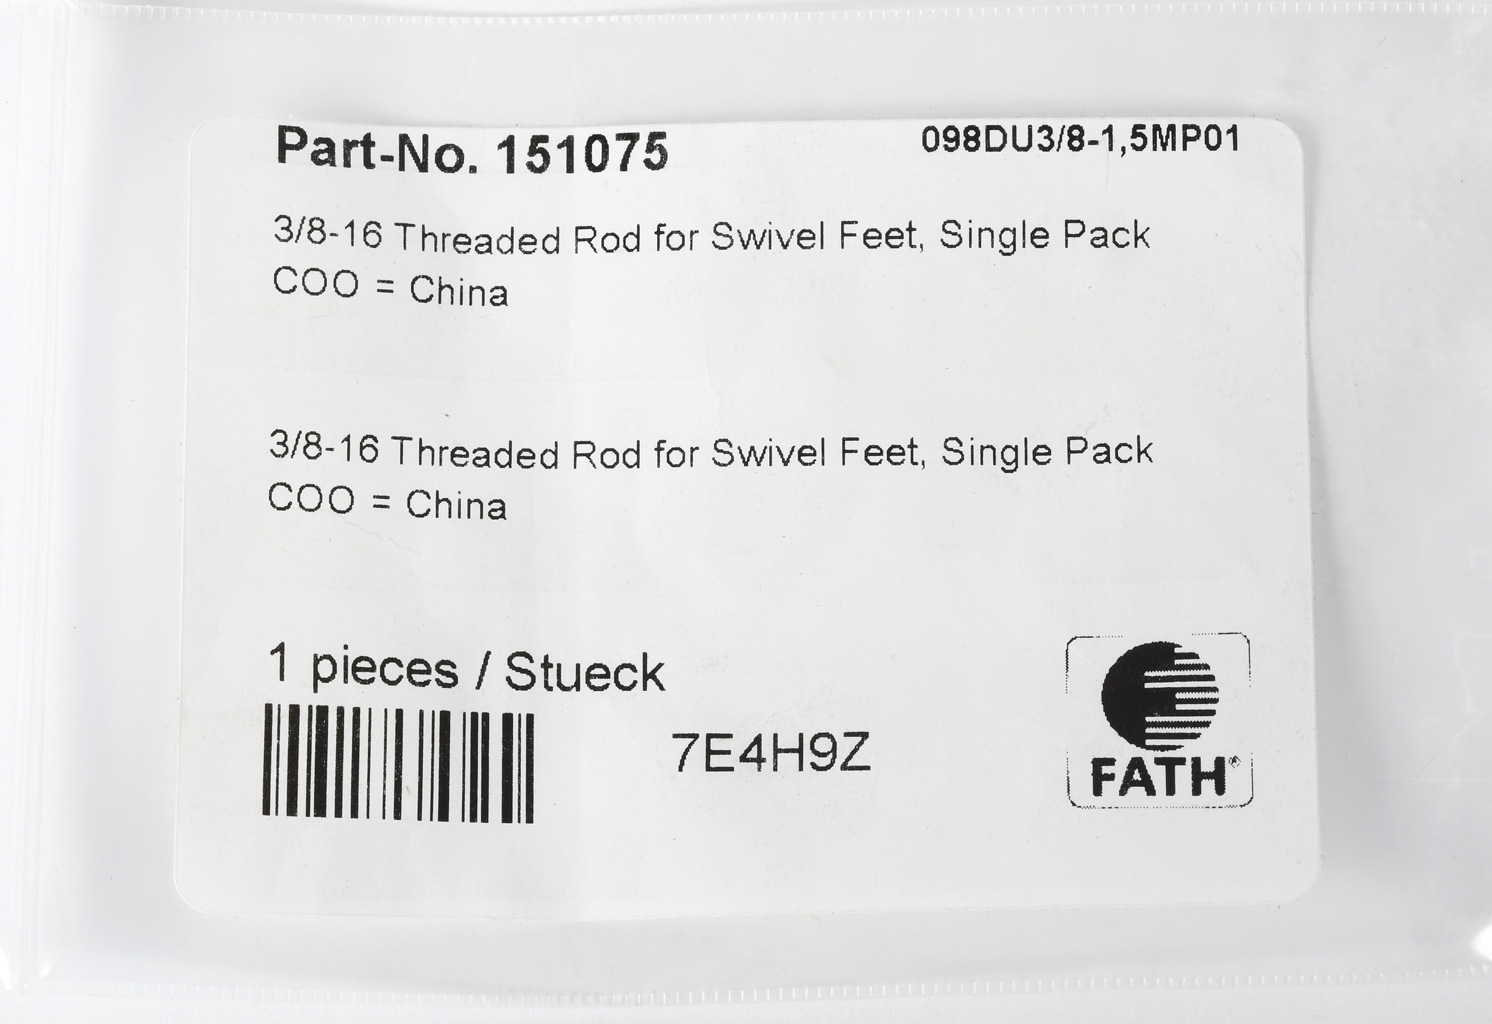 Part-No. 151075
098DU3/8-1,5MP01
3/8-16 Threaded Rod for Swivel Feet, Single Pack
COO = China
3/8-16 Threaded Rod for Swivel Feet, Single Pack
COO = China
1 pieces / Stueck
7E4H9Z
FATH®